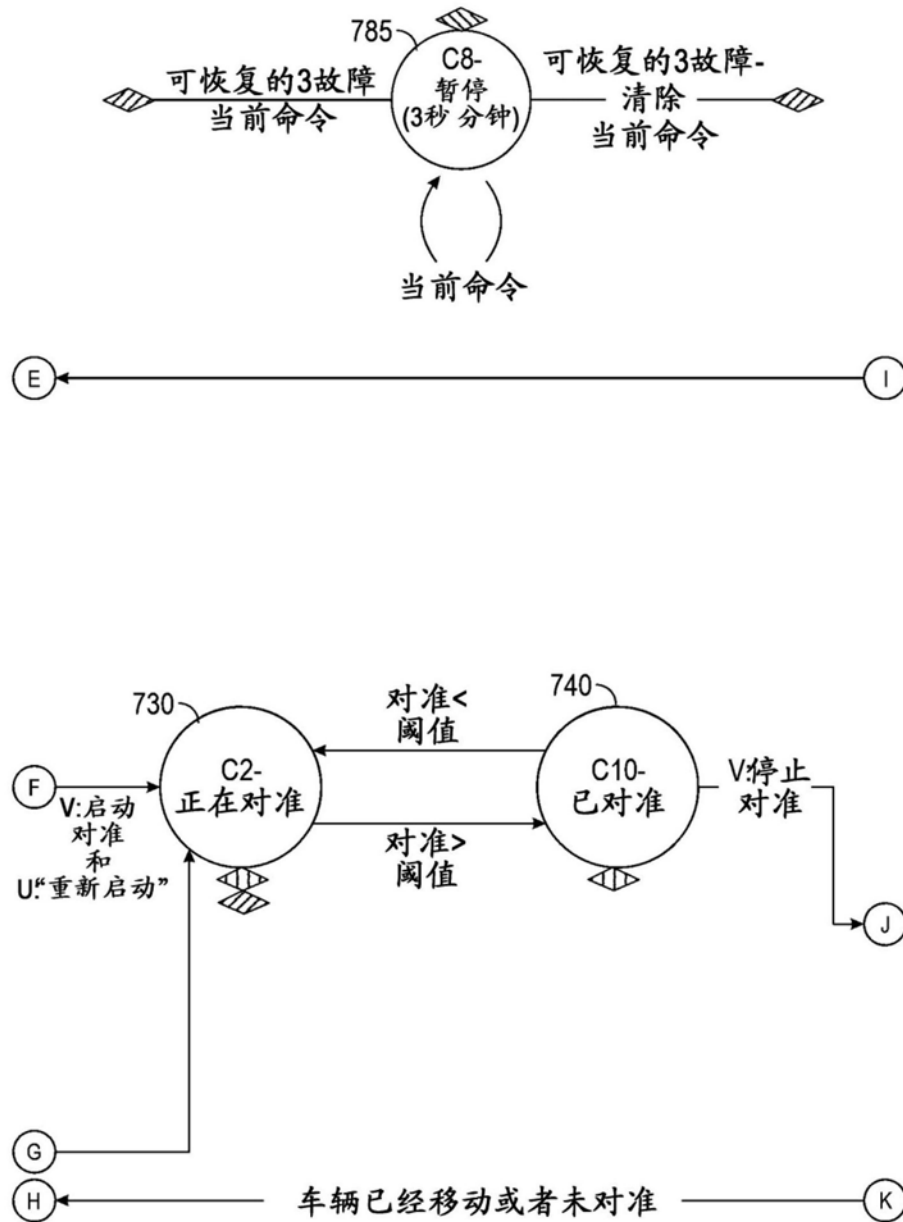 785
C8-
暂停
(3秒 分钟)
可恢复的3故障
当前命令
可恢复的3故障-
清除
当前命令
当前命令
E
I
730
740
对准<
阈值
C2-
正在对准
C10-
已对准
F
V:启动
对准
和
U:“重新启动”
V:停止
对准
对准>
阈值
J
G
H
车辆已经移动或者未对准
K